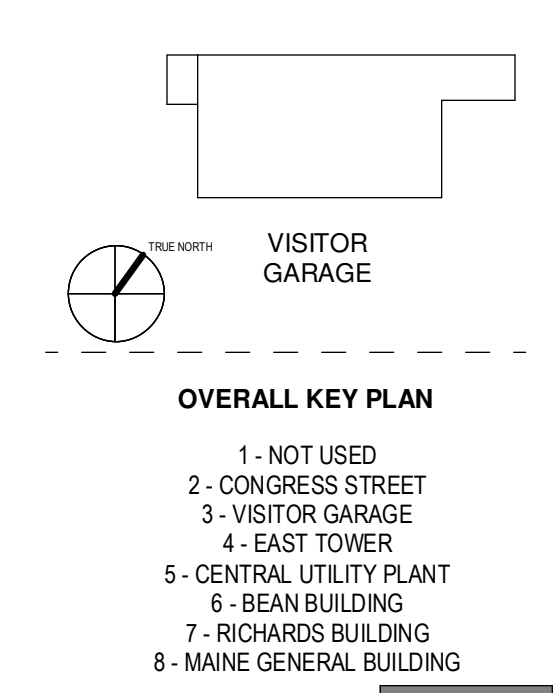 TRUE NORTH
VISITOR
GARAGE
OVERALL KEY PLAN
1 - NOT USED
2 - CONGRESS STREET
3 - VISITOR GARAGE
4 - EAST TOWER
5 - CENTRAL UTILITY PLANT
6 - BEAN BUILDING
7 - RICHARDS BUILDING
8 - MAINE GENERAL BUILDING